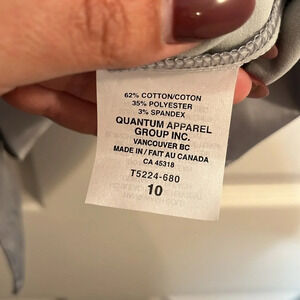 62% COTTON/COTON
35% POLYESTER
3% SPANDEX
QUANTUM APPAREL
GROUP INC.
VANCOUVER BC
MADE IN / FAIT AU CANADA
CA 45318
T5224-680
10